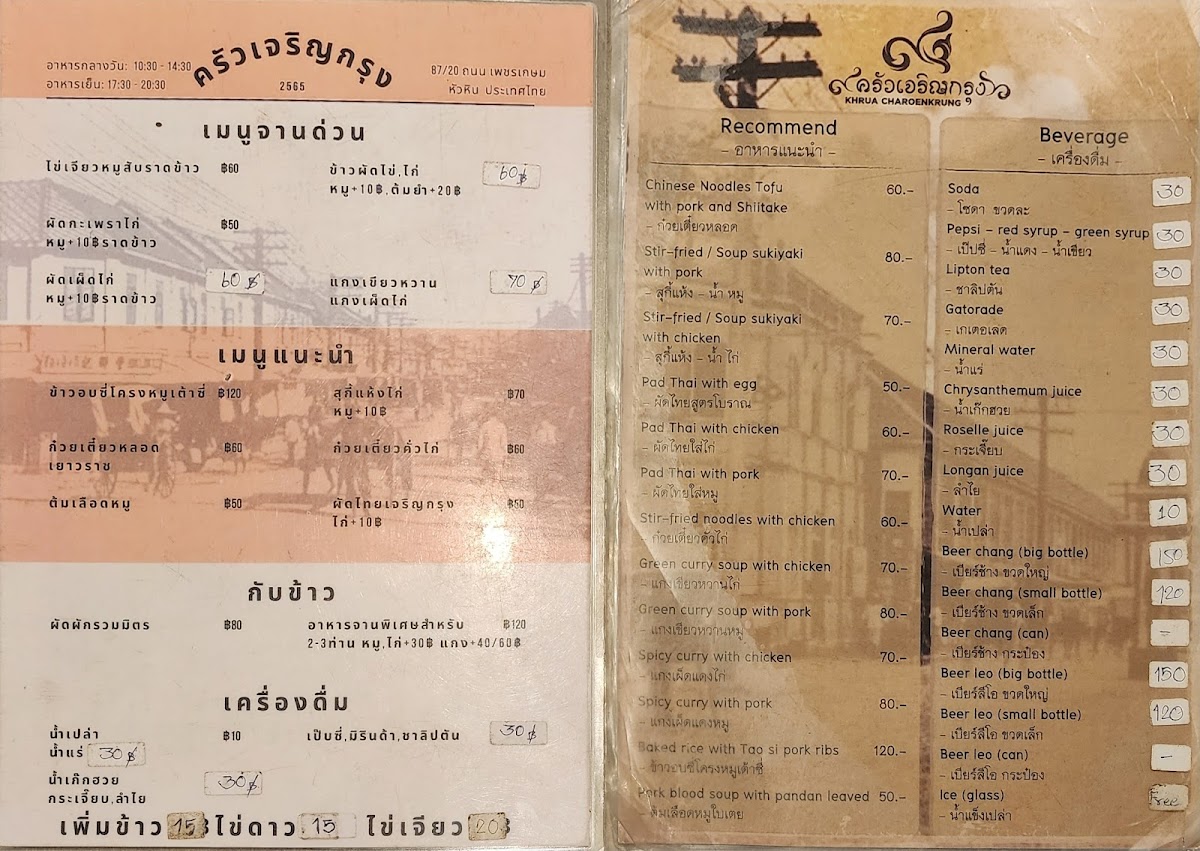 ครัวเจริญกรุง
2565
อาหารกลางวัน: 10:30 - 14:30
อาหารเย็น: 17:30 - 20:30
87/20 ถนน เพชรเกษม
หัวหิน ประเทศไทย
เมนูจานด่วน
ไข่เจียวหมูสับราดข้าว ฿60
ข้าวผัดไข่,ไก่ 60฿
หมู+10฿,ต้มยำ+20฿
ผัดกะเพราไก่ ฿50
หมู+10฿ราดข้าว
ผัดเผ็ดไก่ 60฿
หมู+10฿ราดข้าว
แกงเขียวหวาน 70฿
แกงเผ็ดไก่
เมนูแนะนำ
ข้าวอบซี่โครงหมูเต้าซี่ ฿120
สุกี้แห้งไก่ ฿70
หมู+10฿
ก๋วยเตี๋ยวหลอด ฿60
เยาวราช
ก๋วยเตี๋ยวคั่วไก่ ฿60
ต้มเลือดหมู ฿50
ผัดไทยเจริญกรุง ฿50
ไก่+10฿
กับข้าว
ผัดผักรวมมิตร ฿80
อาหารจานพิเศษสำหรับ ฿120
2-3ท่าน หมู,ไก่+30฿ แกง+40/60฿
เครื่องดื่ม
น้ำเปล่า ฿10
น้ำแร่ 30฿
เป๊ปซี่,มิรินด้า,ชาลิปตัน 30฿
น้ำเก๊กฮวย 30฿
กระเจี๊ยบ,ลำไย
เพิ่มข้าว 15฿ ไข่ดาว 15 ไข่เจียว 20฿
๙๔
ครัวเจริญกรุง
KHRUA CHAROENKRUNG
Recommend
- อาหารแนะนำ -
Chinese Noodles Tofu 60.-
with pork and Shiitake
- ก๋วยเตี๋ยวหลอด
Stir-fried / Soup sukiyaki 80.-
with pork
- สุกี้แห้ง - น้ำ หมู
Stir-fried / Soup sukiyaki 70.-
with chicken
- สุกี้แห้ง - น้ำ ไก่
Pad Thai with egg 50.-
- ผัดไทยสูตรโบราณ
Pad Thai with chicken 60.-
- ผัดไทยใส่ไก่
Pad Thai with pork 70.-
- ผัดไทยใส่หมู
Stir-fried noodles with chicken 60.-
- ก๋วยเตี๋ยวคั่วไก่
Green curry soup with chicken 70.-
- แกงเขียวหวานไก่
Green curry soup with pork 80.-
- แกงเขียวหวานหมู
Spicy curry with chicken 70.-
- แกงเผ็ดแดงไก่
Spicy curry with pork 80.-
- แกงเผ็ดแดงหมู
Baked rice with Tao si pork ribs 120.-
- ข้าวอบซี่โครงหมูเต้าซี่
Pork blood soup with pandan leaved 50.-
- ต้มเลือดหมูใบเตย
Beverage
- เครื่องดื่ม -
Soda 30
- โซดา ขวดละ
Pepsi - red syrup - green syrup 30
- เป๊ปซี่ - น้ำแดง - น้ำเขียว
Lipton tea 30
- ชาลิปตัน
Gatorade 30
- เกเตอเลต
Mineral water 30
- น้ำแร่
Chrysanthemum juice 30
- น้ำเก๊กฮวย
Roselle juice 30
- กระเจี๊ยบ
Longan juice 30
- ลำไย
Water 10
- น้ำเปล่า
Beer chang (big bottle) 150
- เบียร์ช้าง ขวดใหญ่
Beer chang (small bottle) 120
- เบียร์ช้าง ขวดเล็ก
Beer chang (can) -
- เบียร์ช้าง กระป๋อง
Beer leo (big bottle) 150
- เบียร์ลีโอ ขวดใหญ่
Beer leo (small bottle) 120
- เบียร์ลีโอ ขวดเล็ก
Beer leo (can) -
- เบียร์ลีโอ กระป๋อง
Ice (glass) Free
- น้ำแข็งเปล่า